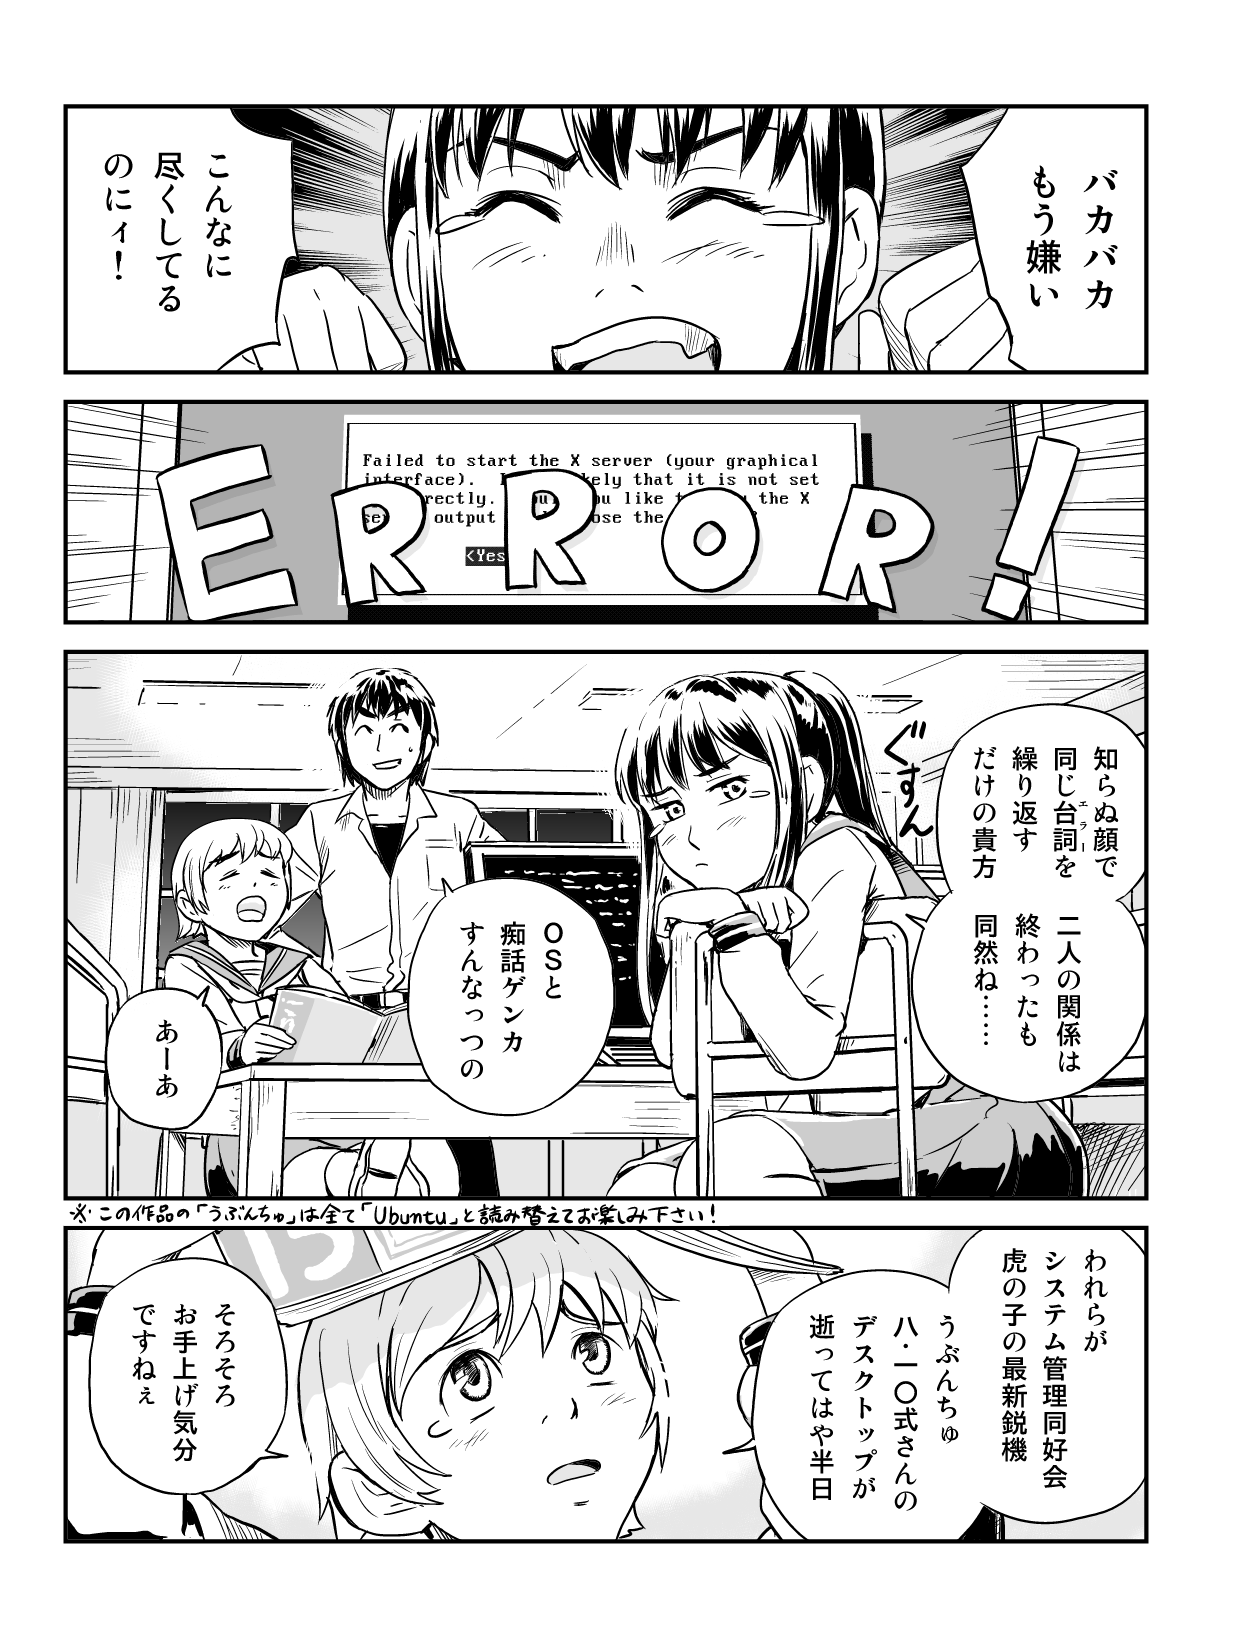 バカバカ
もう嫌い
こんなに
尽くしてる
のにィ！
Failed to start the X server (your graphical
interface). I ely that it is not set
rectly. ou like t the X
se output ose the
<Yes
ERROR!
知らぬ顔で
同じ台詞を
エラー
繰り返す
だけの貴方
二人の関係は
終わったも
同然ね……
ぐすん
OSと
痴話ゲンカ
すんなっつの
あーあ
※この作品の「うぶんちゅ」は全て「Ubuntu」と読み替えてお楽しみ下さい！
われらが
システム管理同好会
虎の子の最新鋭機
うぶんちゅ
八・一〇式さんの
デスクトップが
逝ってはや半日
そろそろ
お手上げ気分
ですねぇ